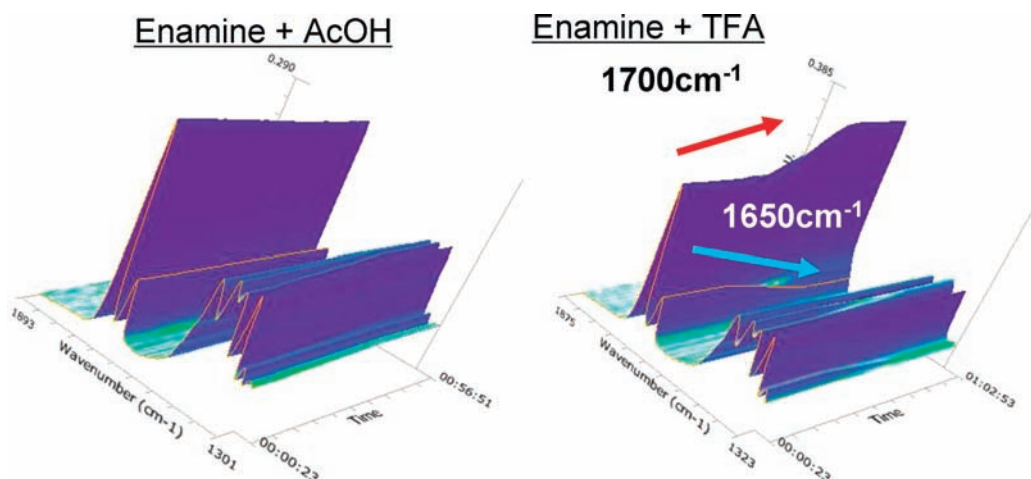 Enamine + AcOH
0.290
1893
Wavenumber (cm-1)
1301
00:00:23
Time
00:56:51
Enamine + TFA
1700cm-1
0.385
1650cm-1
1875
Wavenumber (cm-1)
1323
00:00:23
Time
01:02:53